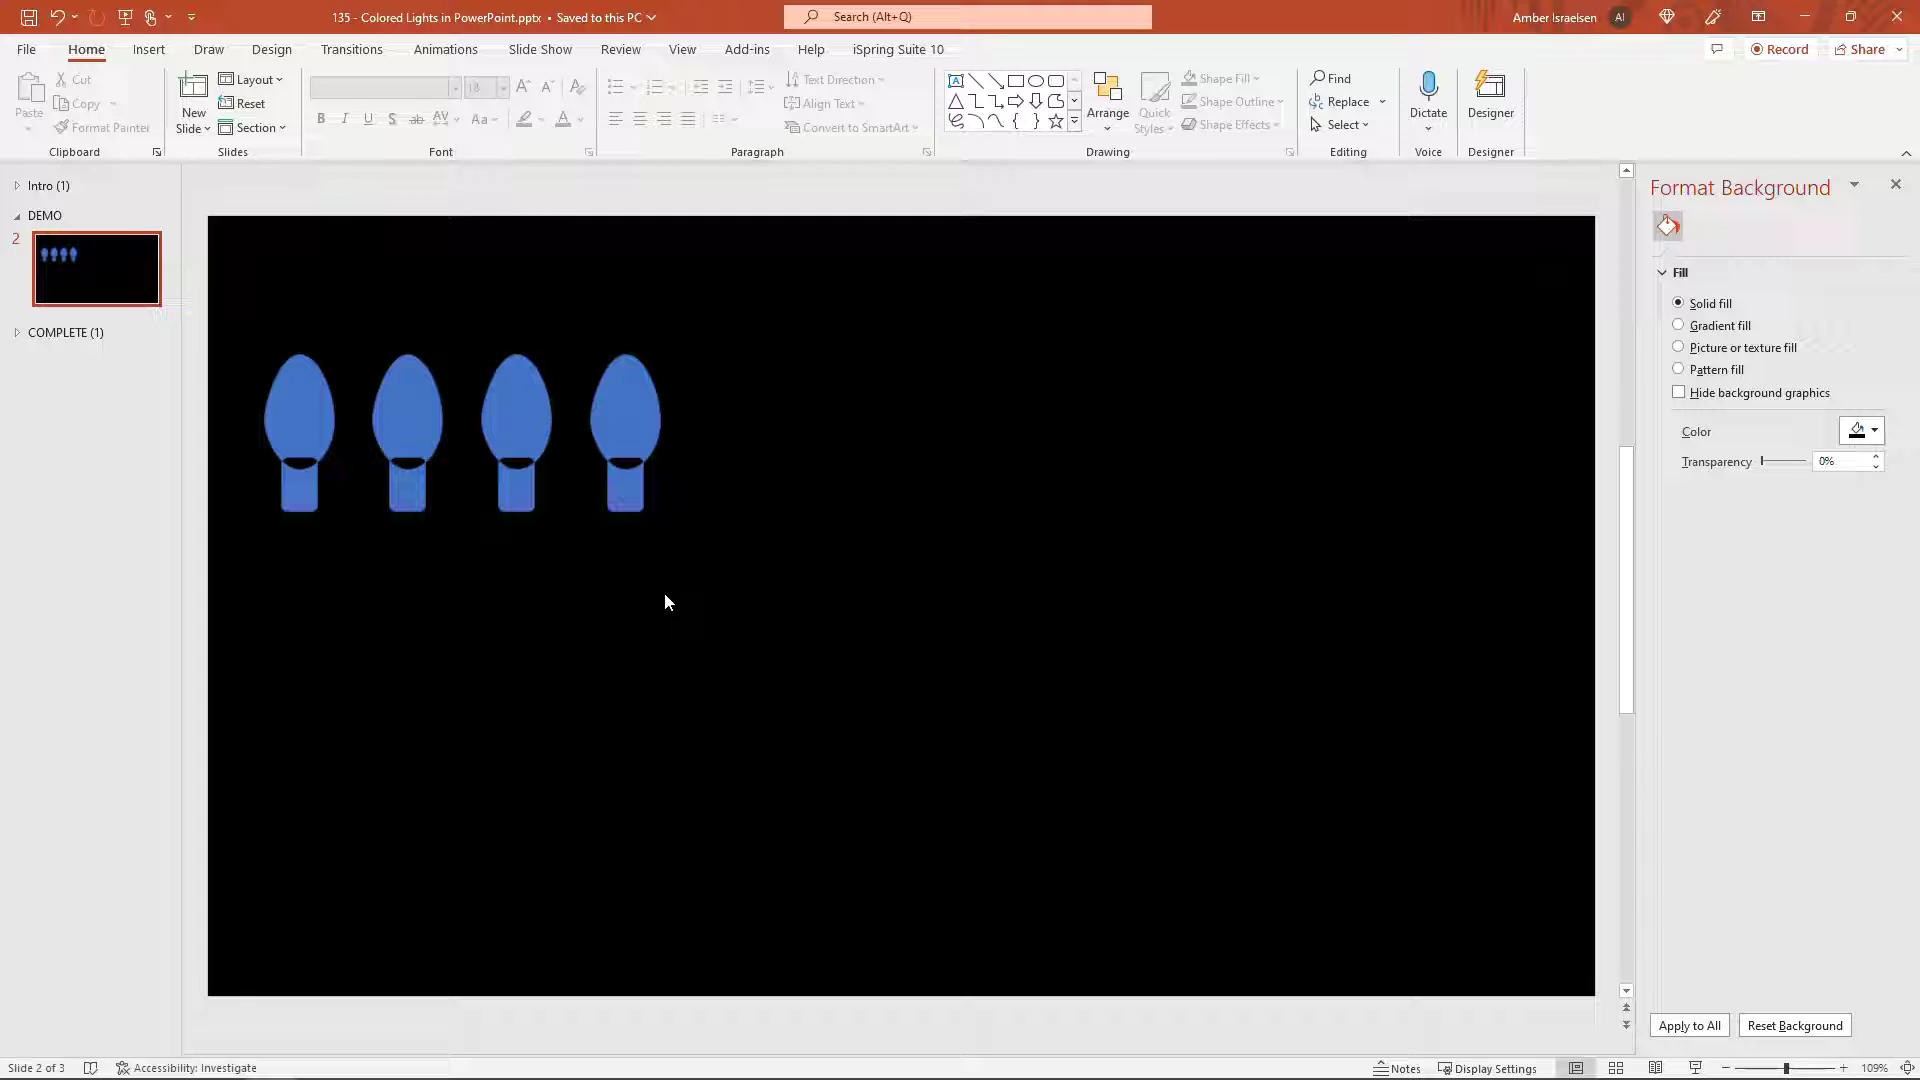 135 - Colored Lights in PowerPoint.pptx • Saved to this PC
Search (Alt+Q)
Amber Israelsen
AI
File
Home
Insert
Draw
Design
Transitions
Animations
Slide Show
Review
View
Add-ins
Help
iSpring Suite 10
Record
Share
Paste
Cut
Copy
Format Painter
Clipboard
New
Slide
Layout
Reset
Section
Slides
18
Font
Text Direction
Align Text
Convert to SmartArt
Paragraph
Arrange
Quick
Styles
Shape Fill
Shape Outline
Shape Effects
Drawing
Find
Replace
Select
Editing
Dictate
Voice
Designer
Designer
Intro (1)
DEMO
2
COMPLETE (1)
Format Background
Fill
Solid fill
Gradient fill
Picture or texture fill
Pattern fill
Hide background graphics
Color
Transparency
0%
Apply to All
Reset Background
Slide 2 of 3
Accessibility: Investigate
Notes
Display Settings
109%